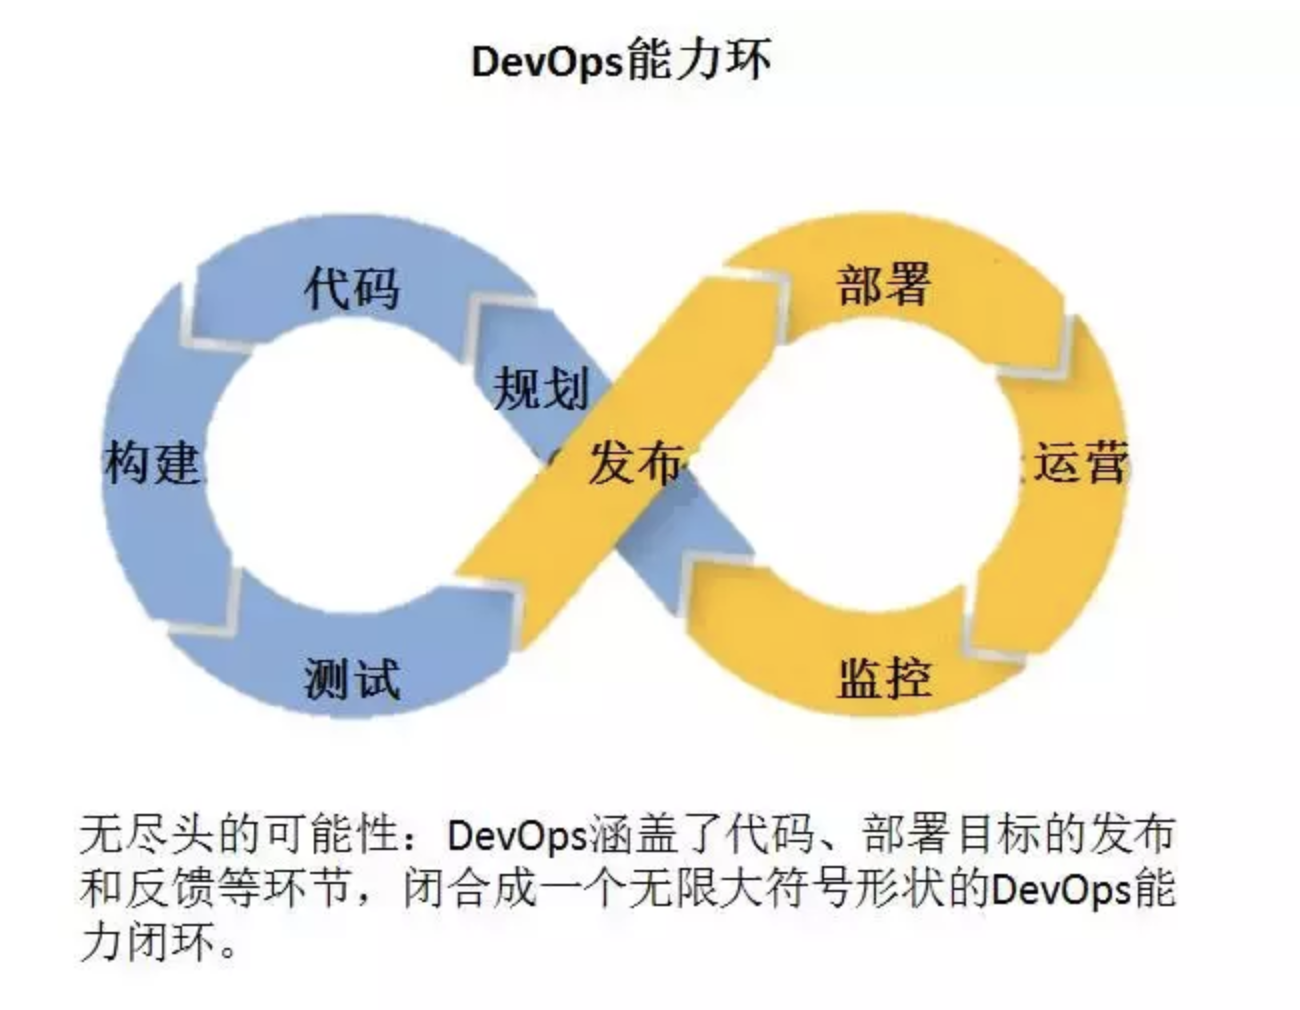 DevOps能力环
代码
部署
规划
构建
发布
运营
测试
监控
无尽头的可能性：DevOps涵盖了代码、部署目标的发布
和反馈等环节，闭合成一个无限大符号形状的DevOps能
力闭环。